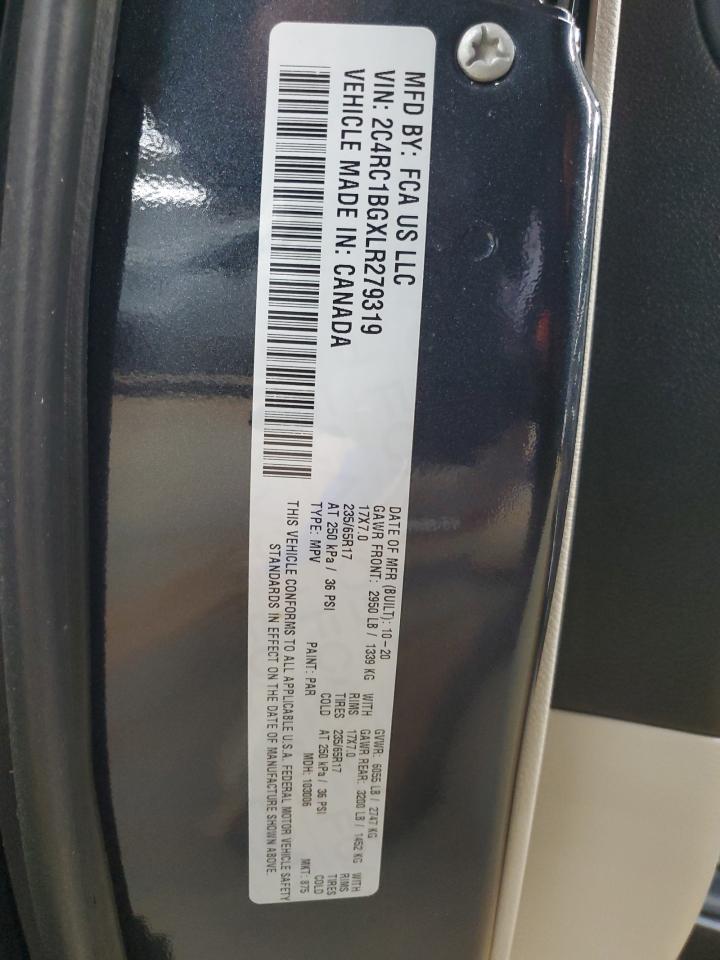 MFD BY: FCA US LLC
VIN: 2C4RC1BGXLR279319
VEHICLE MADE IN: CANADA
DATE OF MFR (BUILT): 10-20 GVWR: 6055 LB / 2747 KG
GAWR FRONT: 2950 LB / 1339 KG WITH GAWR REAR: 3200 LB / 1452 KG WITH
17X7.0 RIMS 17X7.0 RIMS
235/65R17 TIRES 235/65R17 TIRES
AT 250 kPa / 36 PSI COLD AT 250 kPa / 36 PSI COLD
TYPE: MPV PAINT: PAR MDH: 103006 MKT: 875
THIS VEHICLE CONFORMS TO ALL APPLICABLE U.S.A. FEDERAL MOTOR VEHICLE SAFETY
STANDARDS IN EFFECT ON THE DATE OF MANUFACTURE SHOWN ABOVE.